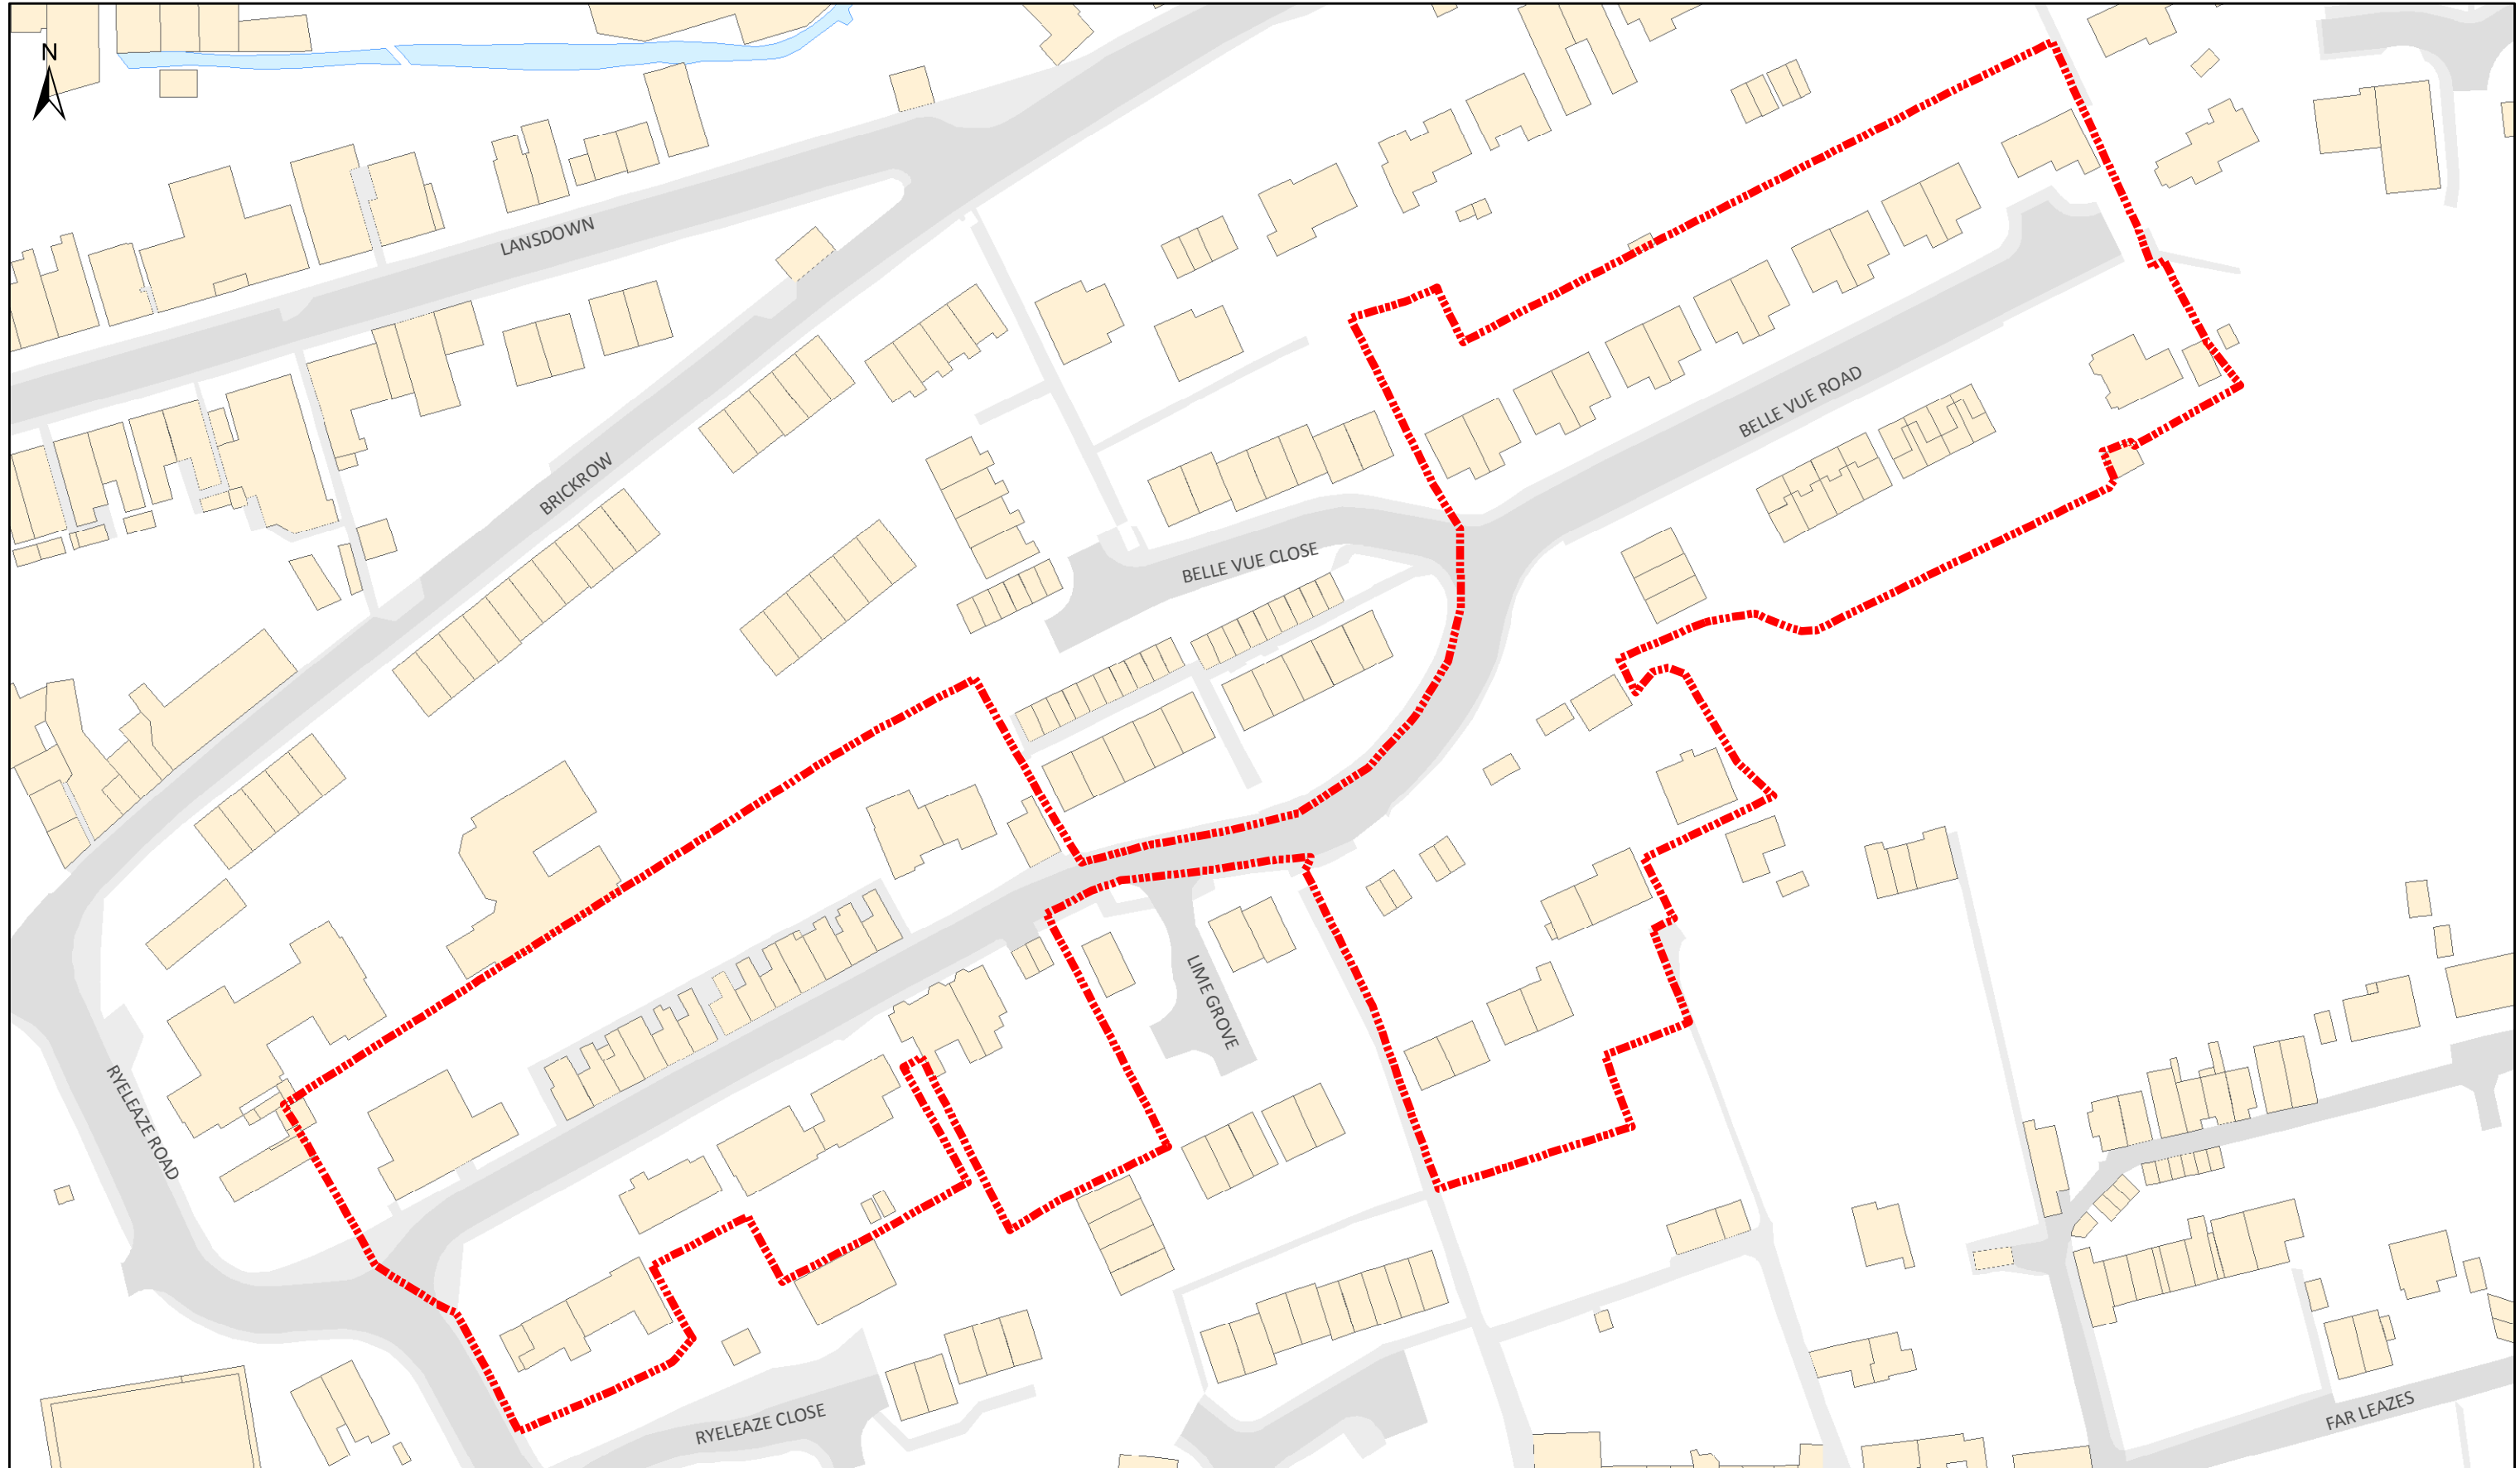 N
LANSDOWN
BRICKROW
BELLE VUE ROAD
BELLE VUE CLOSE
LIME GROVE
RYELEAZE ROAD
RYELEAZE CLOSE
FAR LEAZES